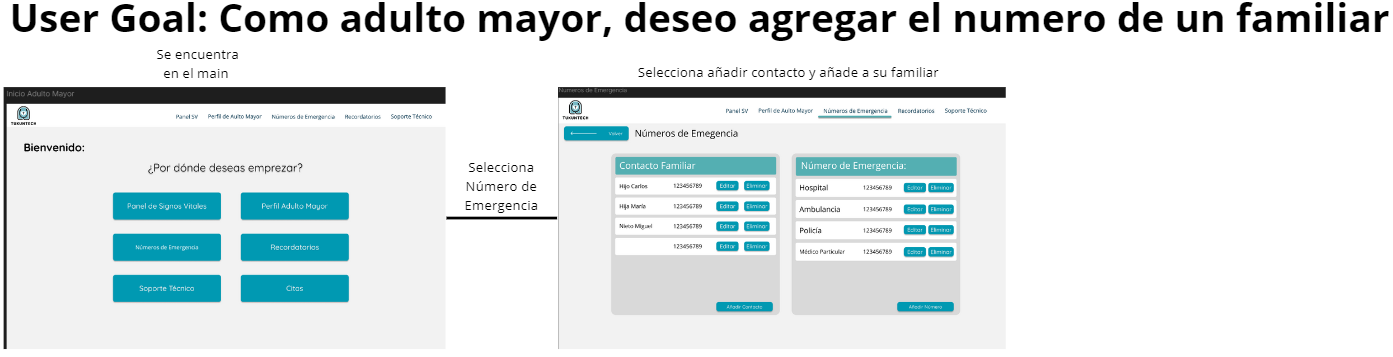 User Goal: Como adulto mayor, deseo agregar el numero de un familiar
Se encuentra
en el main
Inicio Adulto Mayor
TUKUNTECH
Panel SV Perfil de Aulto Mayor Números de Emergencia Recordatorios Soporte Técnico
Bienvenido:
¿Por dónde deseas emprezar?
Panel de Signos Vitales Perfil Adulto Mayor
Números de Emergencia Recordatorios
Soporte Técnico Citas
Selecciona
Número de
Emergencia
Selecciona añadir contacto y añade a su familiar
Numeros de Emergencia
TUKUNTECH
Panel SV Perfil de Aulto Mayor Números de Emergencia Recordatorios Soporte Técnico
Volver Números de Emegencia
Contacto Familiar
Hijo Carlos 123456789 Editar Eliminar
Hija María 123456789 Editar Eliminar
Nieto Miguel 123456789 Editar Eliminar
123456789 Editar Eliminar
Añadir Contacto
Número de Emergencia:
Hospital 123456789 Editar Eliminar
Ambulancia 123456789 Editar Eliminar
Policía 123456789 Editar Eliminar
Médico Particular 123456789 Editar Eliminar
Añadir Número